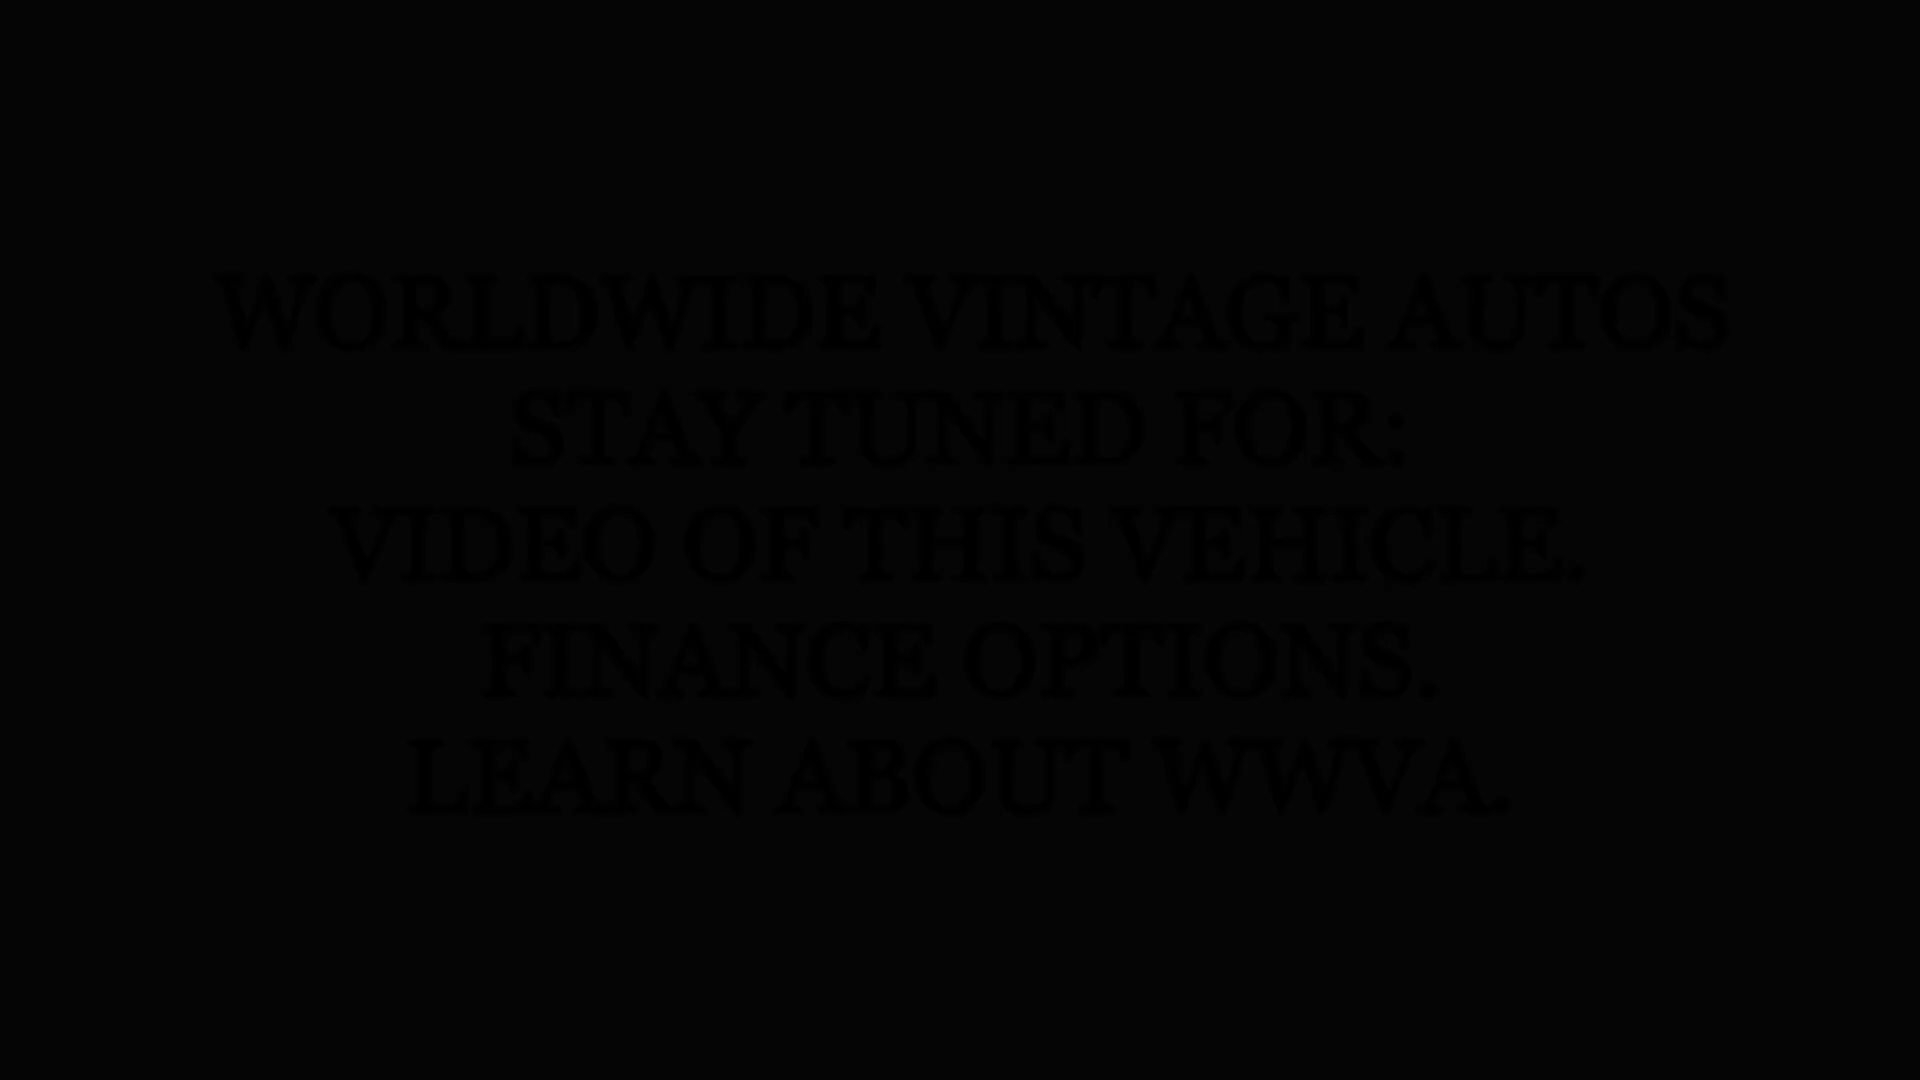 WORLDWIDE VINTAGE AUTOS
STAY TUNED FOR:
VIDEO OF THIS VEHICLE.
FINANCE OPTIONS.
LEARN ABOUT WWVA.